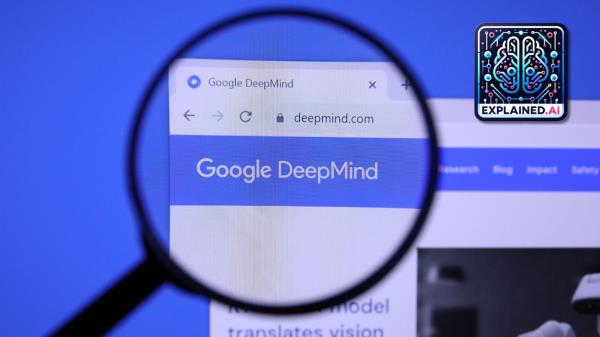 Google DeepMind
deepmind.com
Google DeepMind
Research Blog Impact Safety
model
translates vision
EXPLAINED.AI